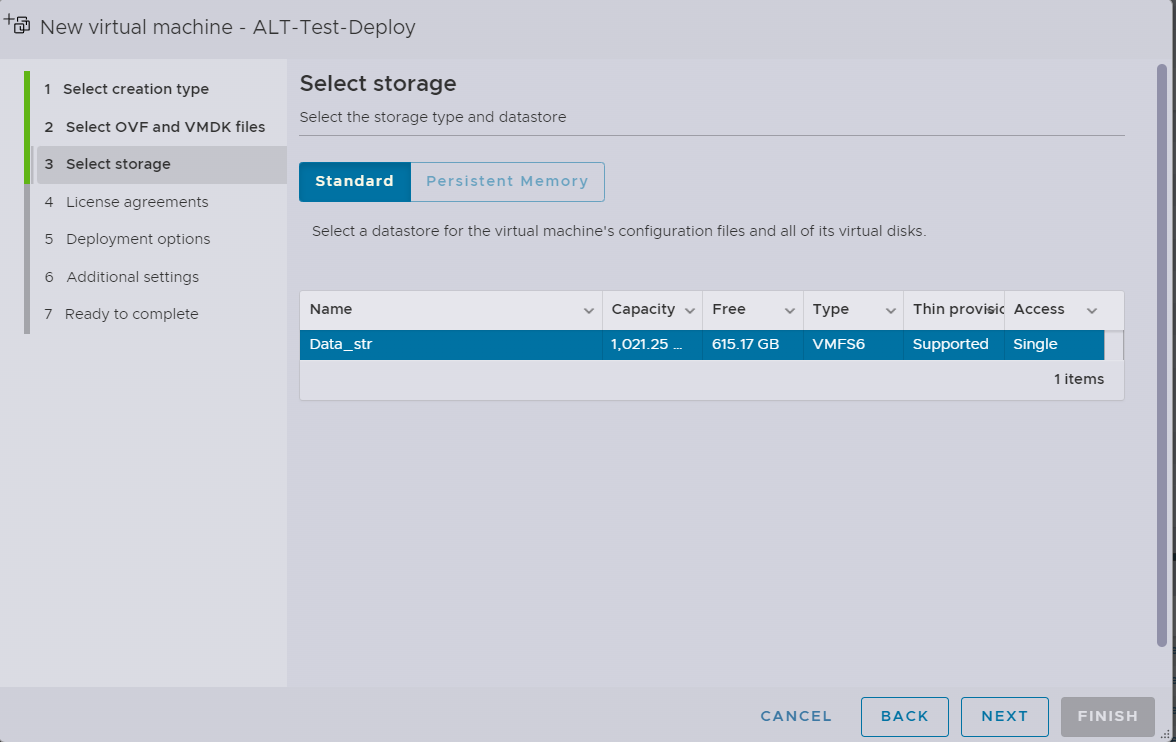 New virtual machine - ALT-Test-Deploy
1 Select creation type
2 Select OVF and VMDK files
3 Select storage
4 License agreements
5 Deployment options
6 Additional settings
7 Ready to complete
Select storage
Select the storage type and datastore
Standard Persistent Memory
Select a datastore for the virtual machine's configuration files and all of its virtual disks.
Name Capacity Free Type Thin provisic Access
Data_str 1,021.25 ... 615.17 GB VMFS6 Supported Single
1 items
CANCEL BACK NEXT FINISH